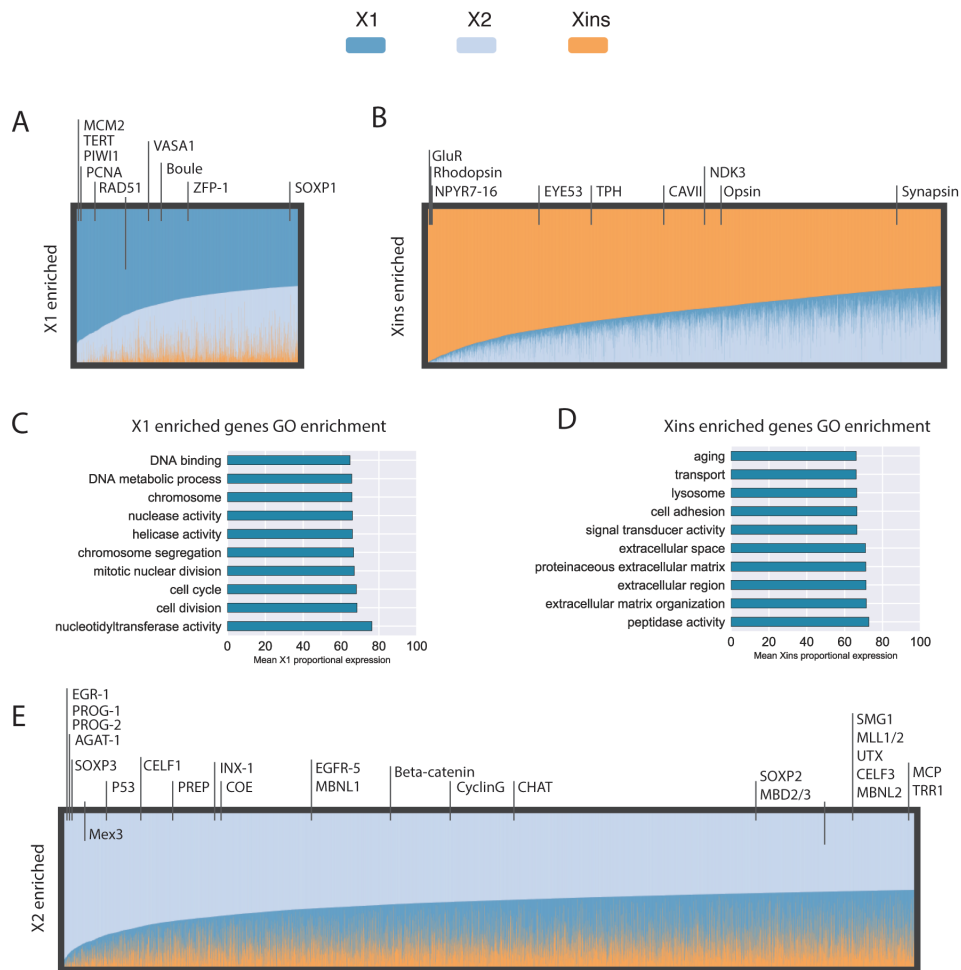 X1 X2 Xins
A
MCM2
TERT
PIWI1
PCNA
RAD51
VASA1
Boule
ZFP-1
SOXP1
X1 enriched
B
GluR
Rhodopsin
NPYR7-16
EYE53
TPH
CAVII
NDK3
Opsin
Synapsin
Xins enriched
C
X1 enriched genes GO enrichment
DNA binding
DNA metabolic process
chromosome
nuclease activity
helicase activity
chromosome segregation
mitotic nuclear division
cell cycle
cell division
nucleotidyltransferase activity
0 20 40 60 80 100
Mean X1 proportional expression
D
Xins enriched genes GO enrichment
aging
transport
lysosome
cell adhesion
signal transducer activity
extracellular space
proteinaceous extracellular matrix
extracellular region
extracellular matrix organization
peptidase activity
0 20 40 60 80 100
Mean Xins proportional expression
E
EGR-1
PROG-1
PROG-2
AGAT-1
SOXP3
Mex3
P53
CELF1
PREP
INX-1
COE
EGFR-5
MBNL1
Beta-catenin
CyclinG
CHAT
SOXP2
MBD2/3
SMG1
MLL1/2
UTX
CELF3
MBNL2
MCP
TRR1
X2 enriched